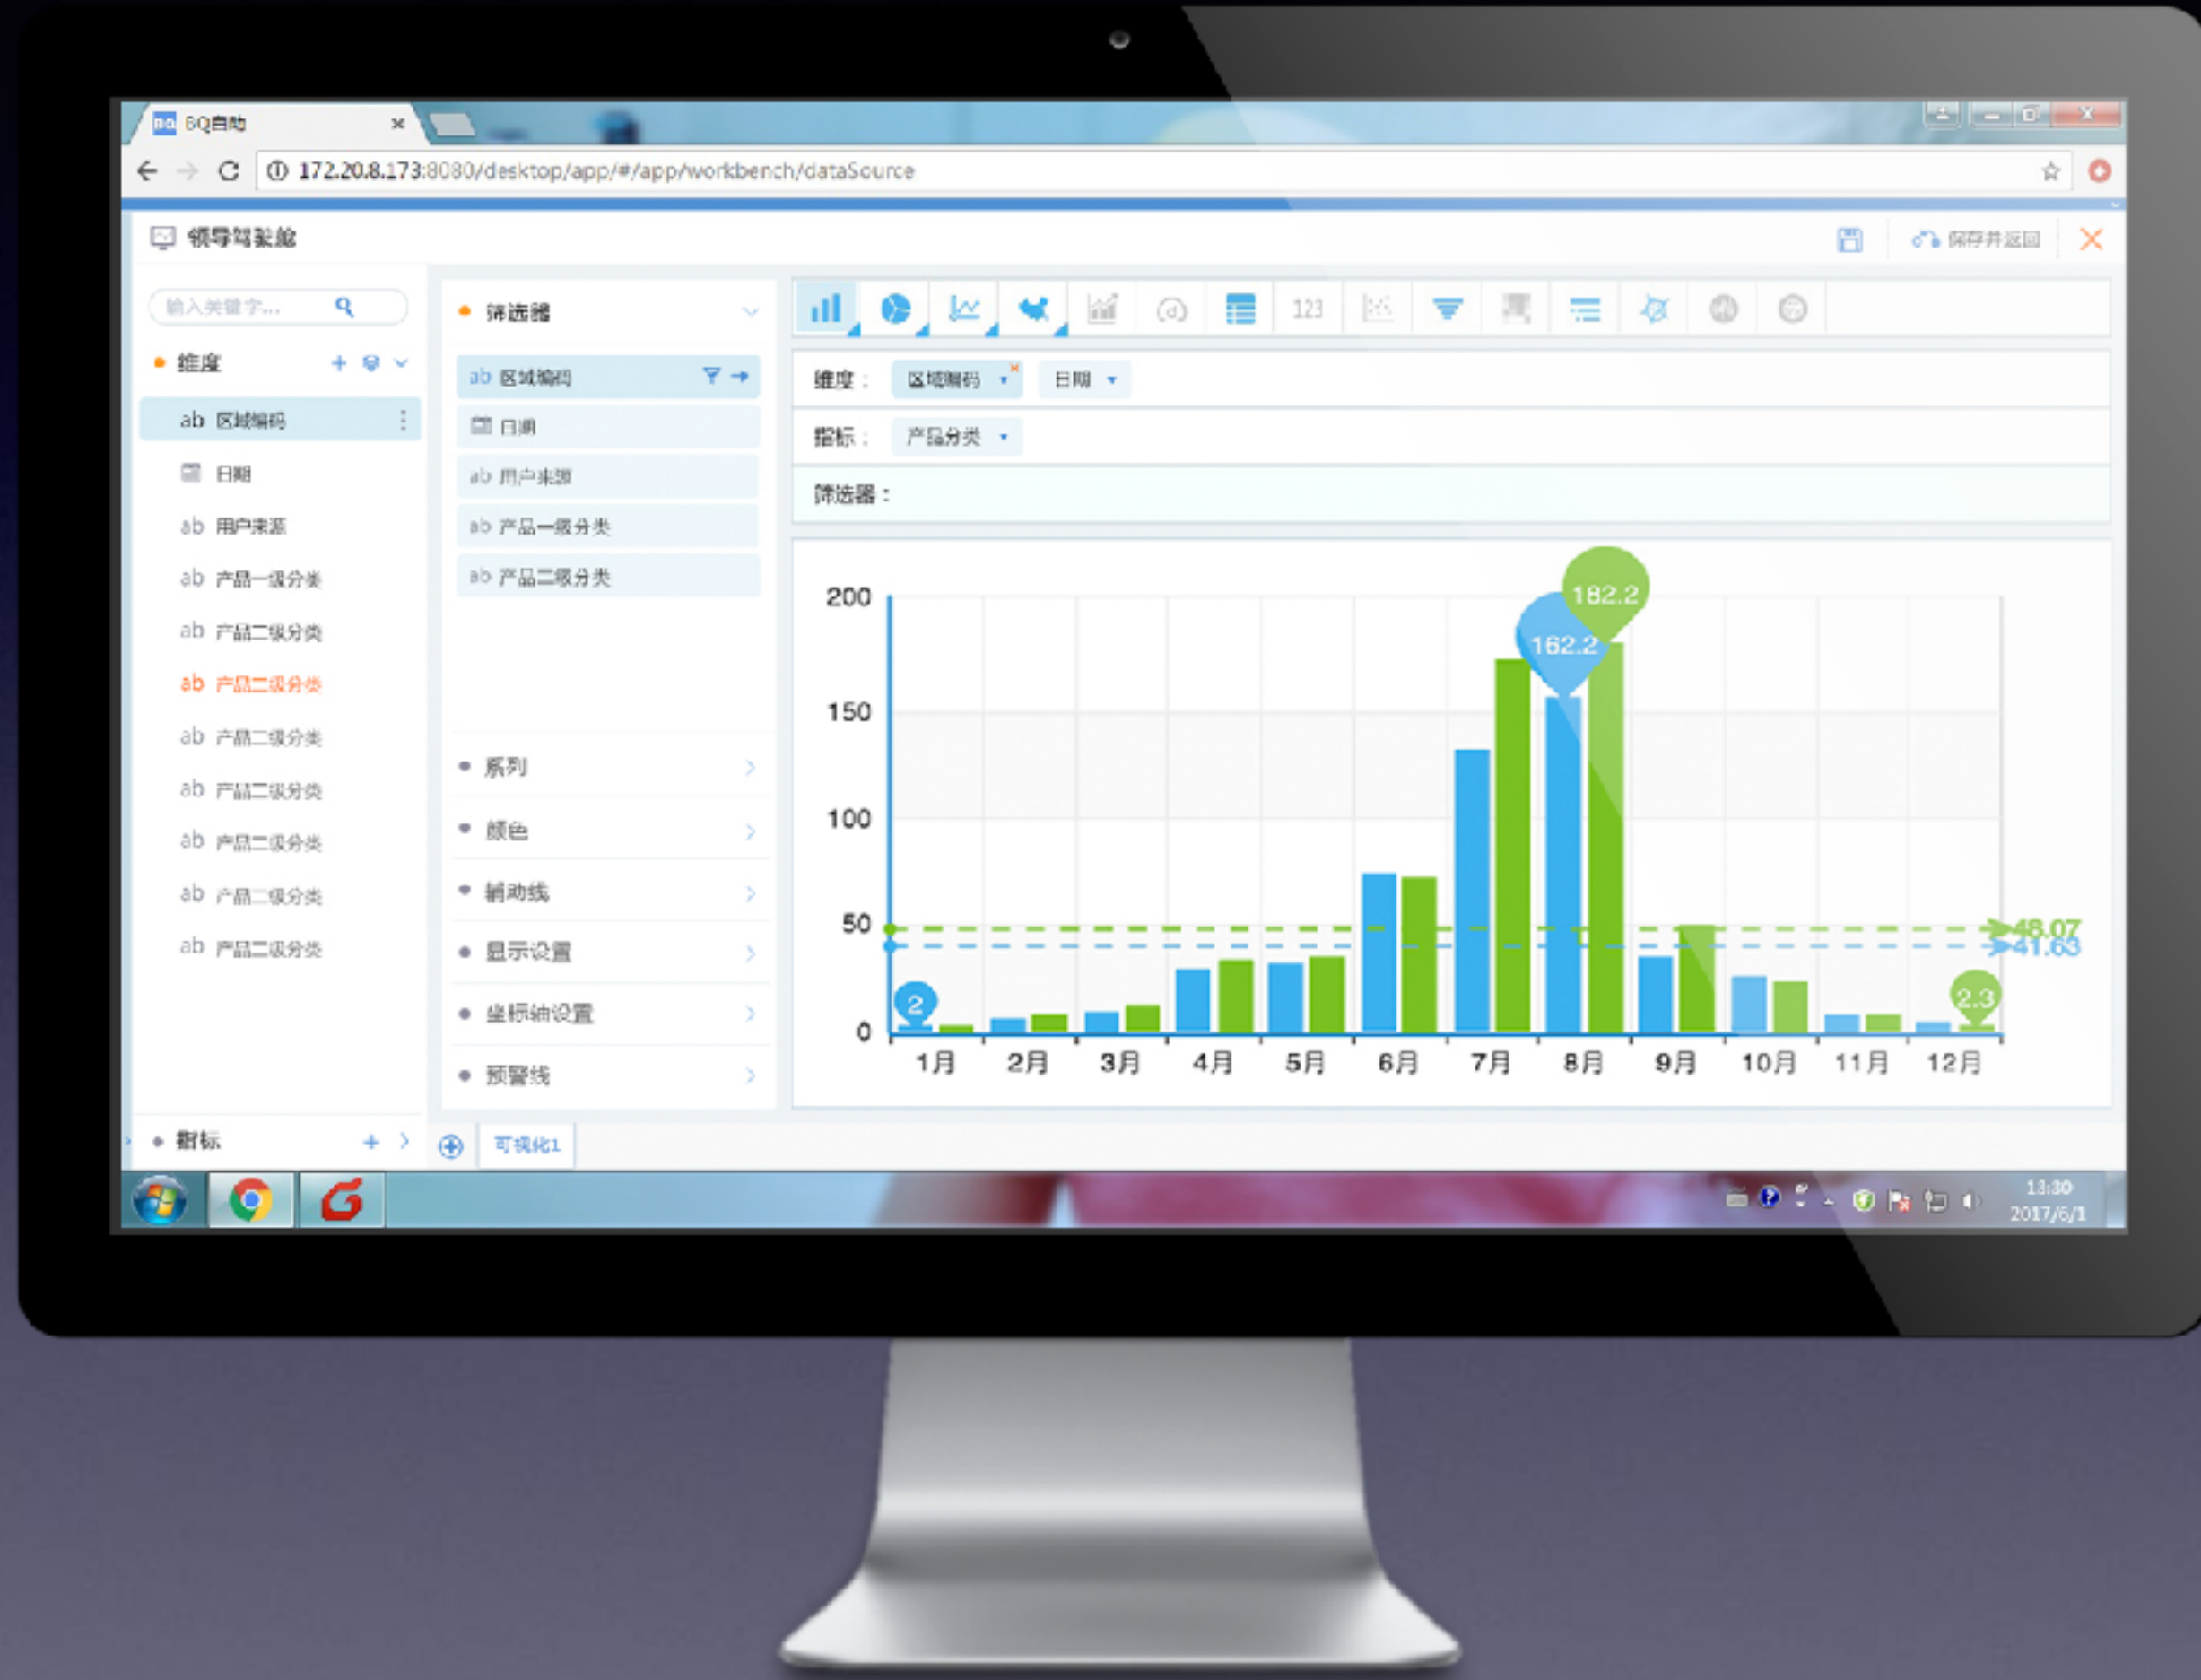 BQ自助
172.20.8.173:8080/desktop/app/#/app/workbench/dataSource
领导驾驶舱
保存并返回
输入关键字...
维度
ab 区域编码
日期
ab 用户来源
ab 产品一级分类
ab 产品二级分类
ab 产品二级分类
ab 产品二级分类
ab 产品二级分类
ab 产品二级分类
ab 产品二级分类
ab 产品二级分类
指标
筛选器
ab 区域编码
日期
ab 用户来源
ab 产品一级分类
ab 产品二级分类
系列
颜色
辅助线
显示设置
坐标轴设置
预警线
可视化1
123
维度： 区域编码 日期
指标： 产品分类
筛选器：
182.2
162.2
200
150
100
50
0
48.07
41.63
2
2.3
1月 2月 3月 4月 5月 6月 7月 8月 9月 10月 11月 12月
13:30
2017/6/1